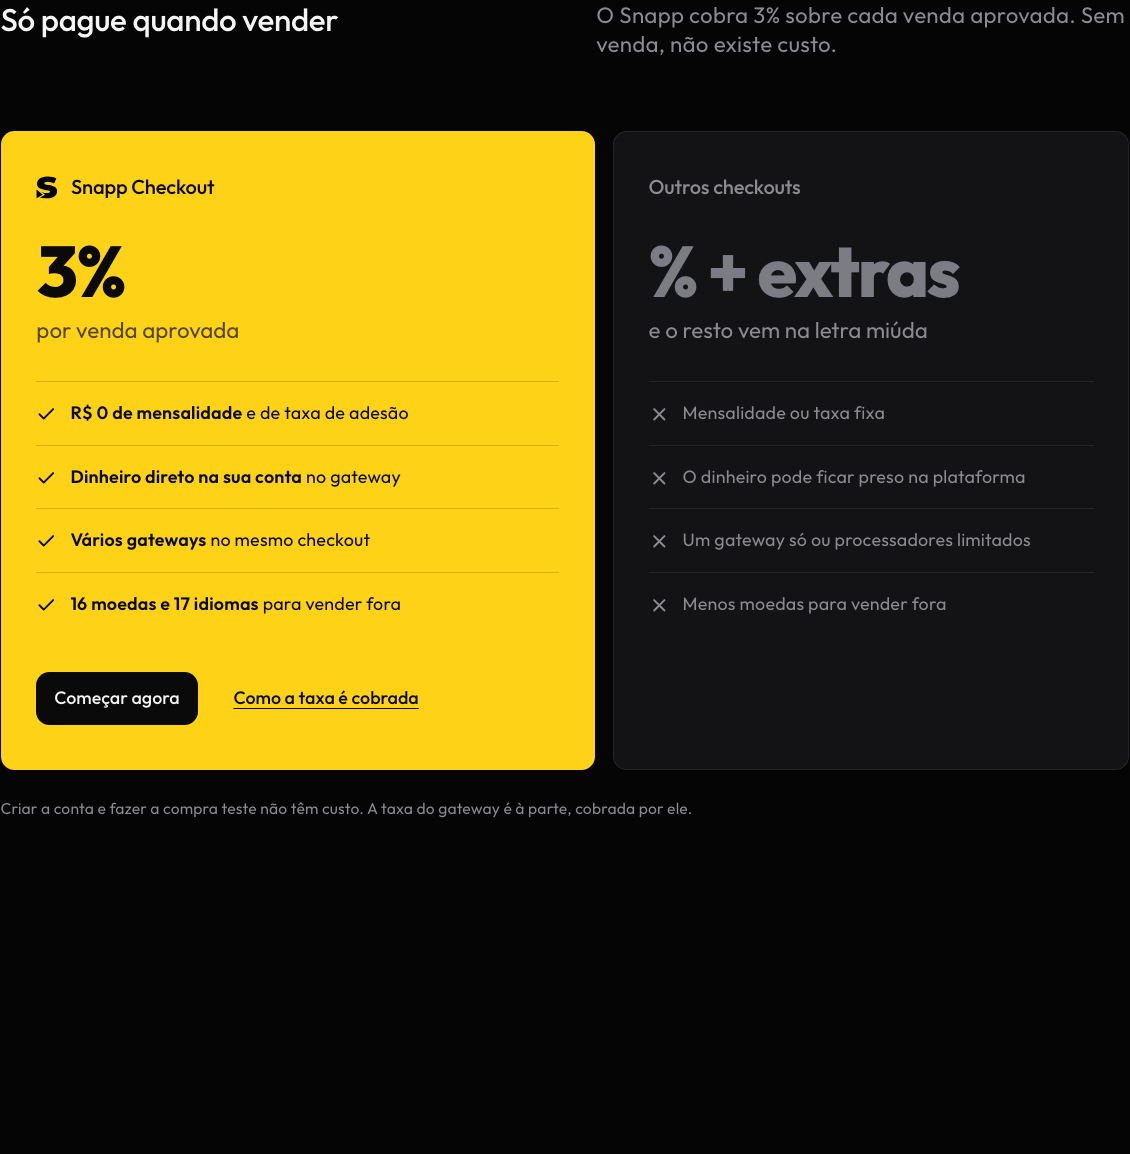 Só pague quando vender
O Snapp cobra 3% sobre cada venda aprovada. Sem
venda, não existe custo.
Snapp Checkout
3%
por venda aprovada
R$ 0 de mensalidade e de taxa de adesão
Dinheiro direto na sua conta no gateway
Vários gateways no mesmo checkout
16 moedas e 17 idiomas para vender fora
Começar agora
Como a taxa é cobrada
Outros checkouts
% + extras
e o resto vem na letra miúda
Mensalidade ou taxa fixa
O dinheiro pode ficar preso na plataforma
Um gateway só ou processadores limitados
Menos moedas para vender fora
Criar a conta e fazer a compra teste não têm custo. A taxa do gateway é à parte, cobrada por ele.